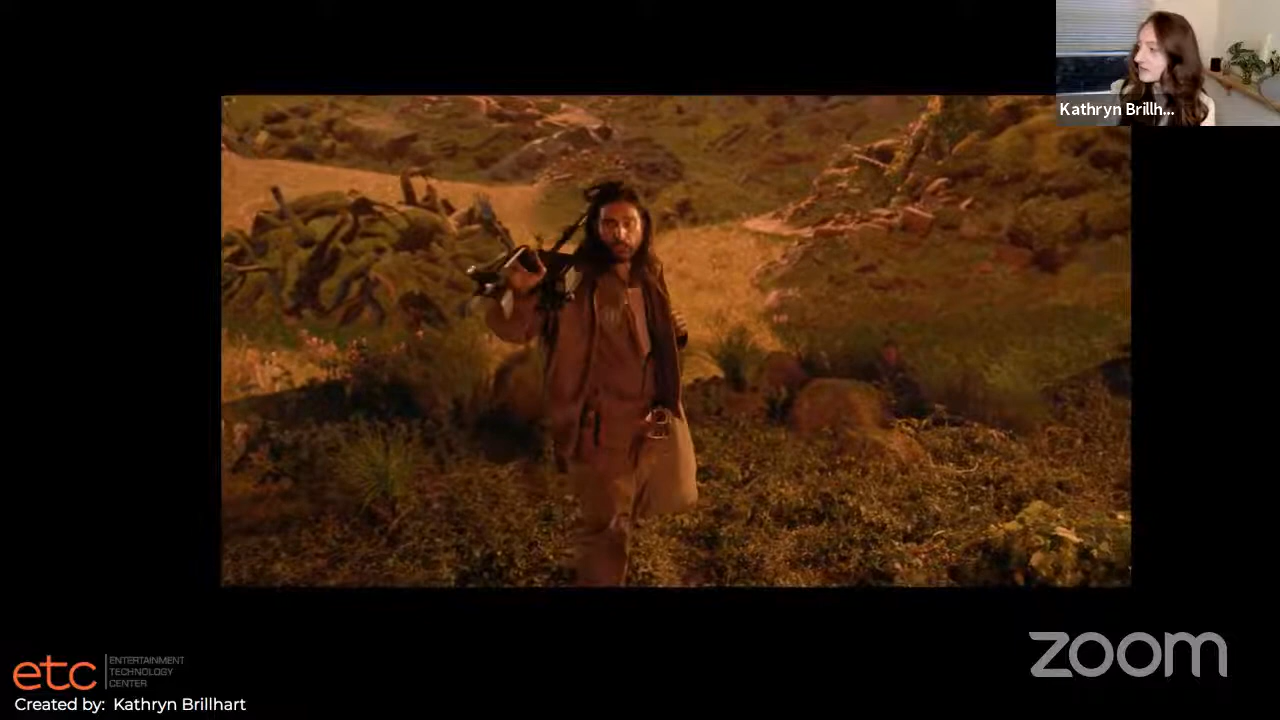 Kathryn Brillh...
zoom
etc
ENTERTAINMENT
TECHNOLOGY
CENTER
Created by: Kathryn Brillhart